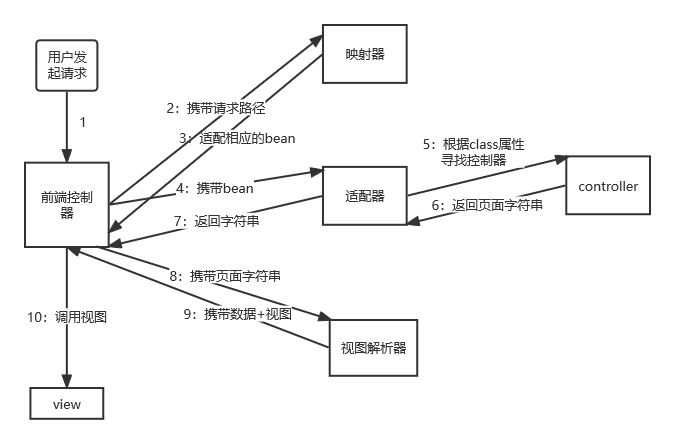 用户发
起请求
映射器
2：携带请求路径
1
3：适配相应的bean
5：根据class属性
寻找控制器
前端控制
器
4：携带bean
适配器
controller
7：返回字符串
6：返回页面字符串
8：携带页面字符串
10：调用视图
9：携带数据+视图
视图解析器
view